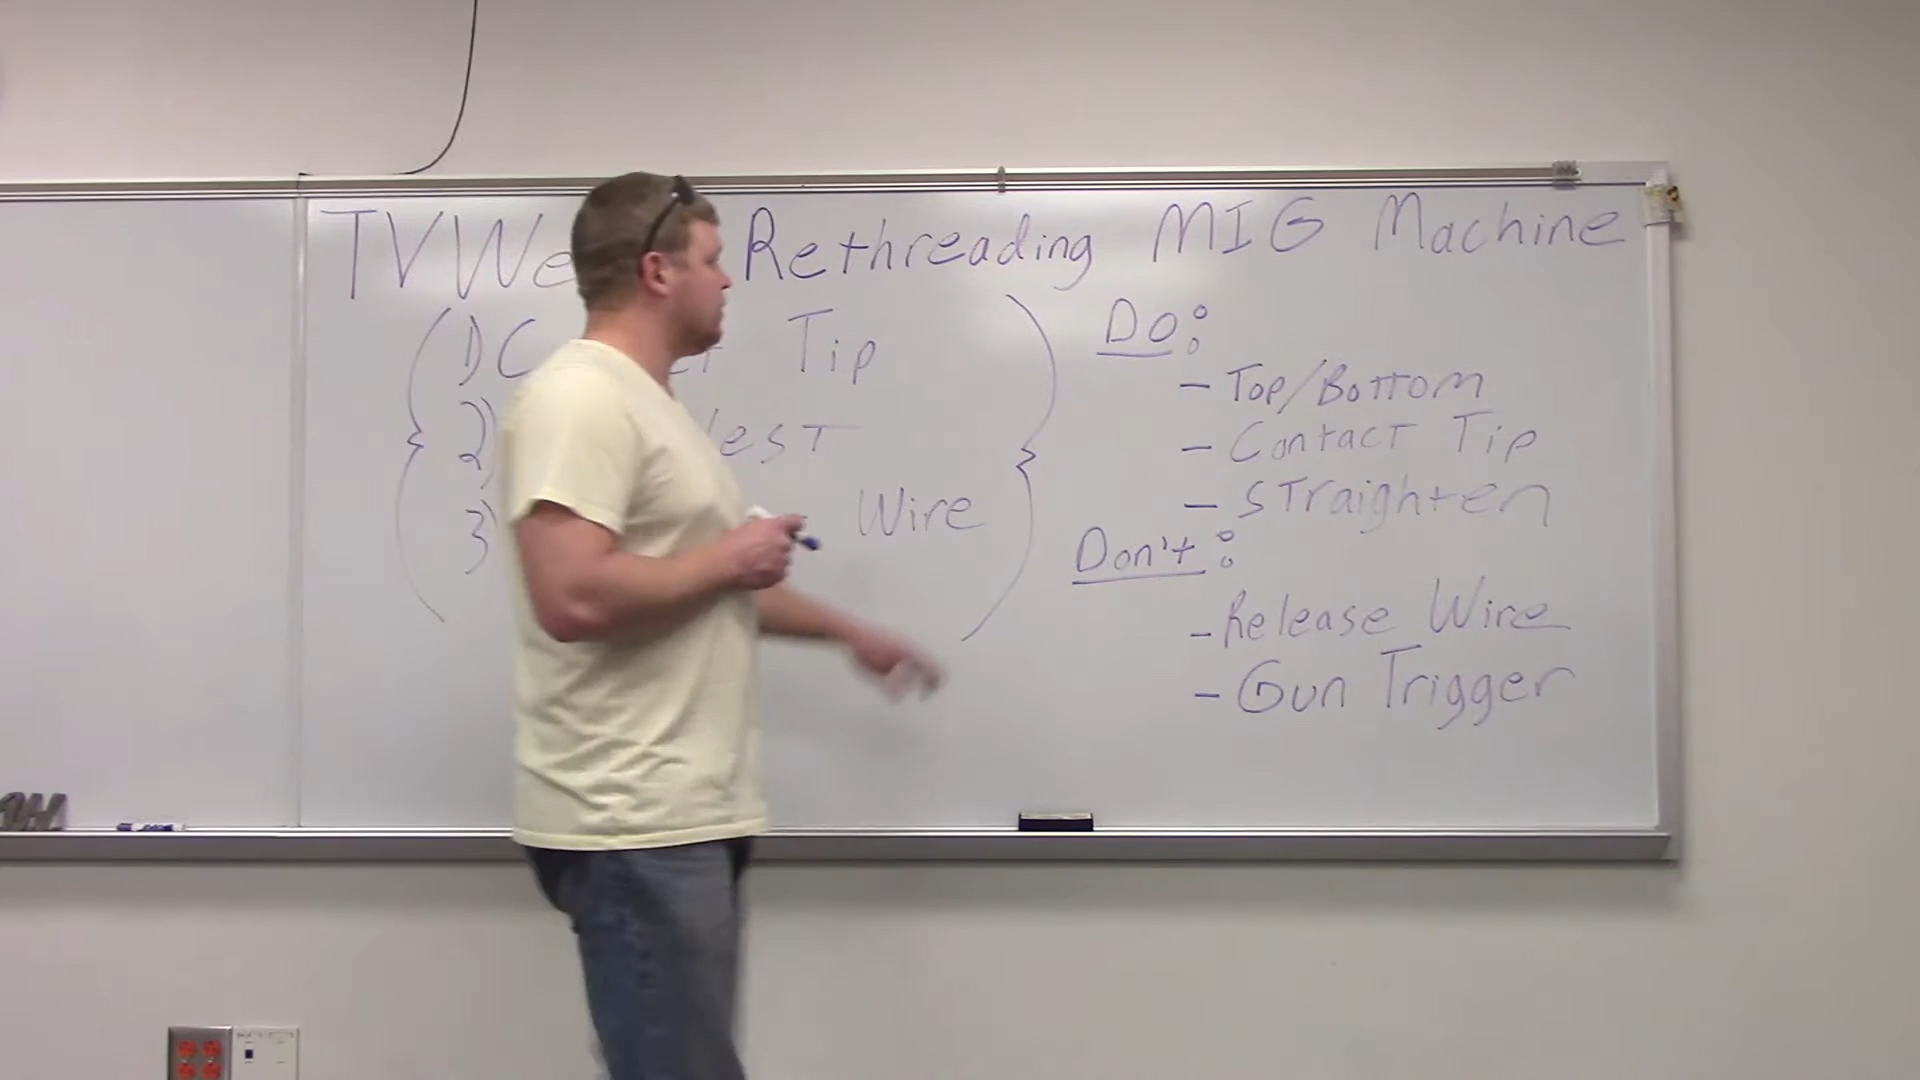 TVWe Rethreading MIG Machine
1) C Tip
2) est
3) Wire
Do:
- Top/Bottom
- Contact Tip
- Straighten
Don't:
- Release Wire
- Gun Trigger